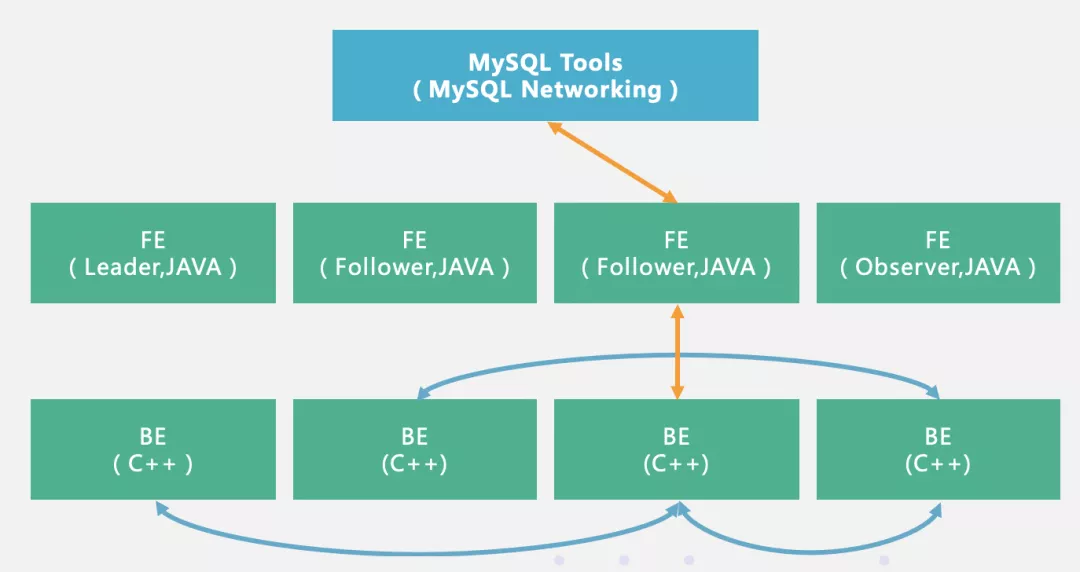 MySQL Tools
( MySQL Networking )
FE
( Leader,JAVA )
FE
( Follower,JAVA )
FE
( Follower,JAVA )
FE
( Observer,JAVA )
BE
( C++ )
BE
(C++)
BE
(C++)
BE
(C++)